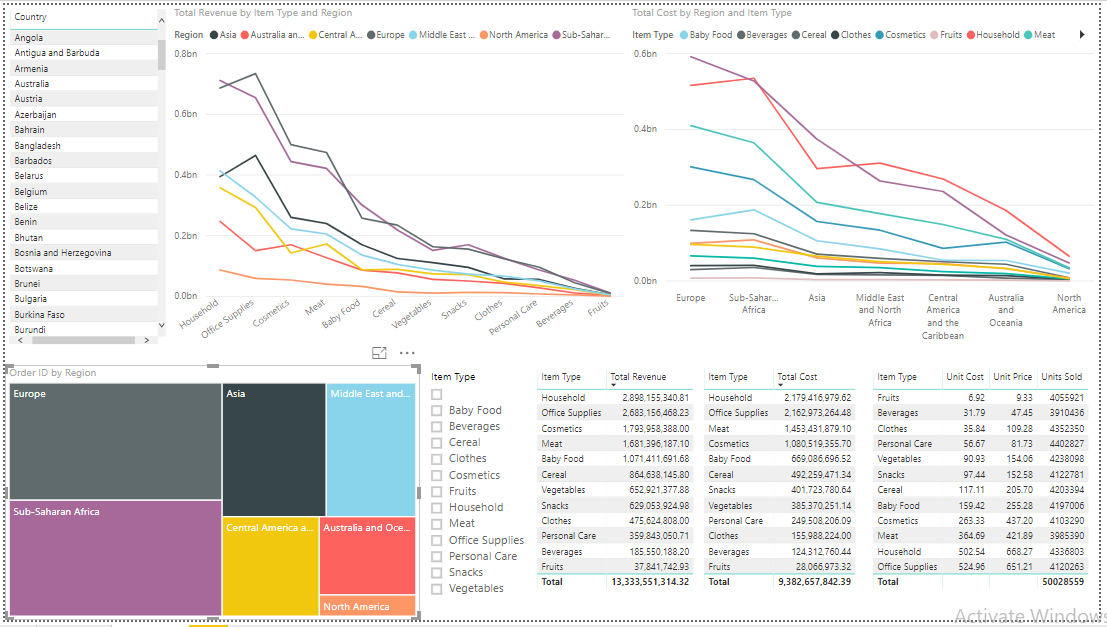 Country
Angola
Antigua and Barbuda
Armenia
Australia
Austria
Azerbaijan
Bahrain
Bangladesh
Barbados
Belarus
Belgium
Belize
Benin
Bhutan
Bosnia and Herzegovina
Botswana
Brunei
Bulgaria
Burkina Faso
Burundi
Total Revenue by Item Type and Region
Region Asia Australia an... Central A... Europe Middle East ... North America Sub-Sahar...
0.8bn
0.6bn
0.4bn
0.2bn
0.0bn
Household
Office Supplies
Cosmetics
Meat
Baby Food
Cereal
Vegetables
Snacks
Clothes
Personal Care
Beverages
Fruits
Total Cost by Region and Item Type
Item Type Baby Food Beverages Cereal Clothes Cosmetics Fruits Household Meat
0.6bn
0.4bn
0.2bn
0.0bn
Europe
Sub-Sahar...
Africa
Asia
Middle East
and North
Africa
Central
America
and the
Caribbean
Australia
and
Oceania
North
America
Order ID by Region
Europe
Asia
Middle East and...
Sub-Saharan Africa
Central America a...
Australia and Oce...
North America
Item Type
Baby Food
Beverages
Cereal
Clothes
Cosmetics
Fruits
Household
Meat
Office Supplies
Personal Care
Snacks
Vegetables
Item Type Total Revenue
Household 2,898,155,340.81
Office Supplies 2,683,156,468.23
Cosmetics 1,793,958,388.00
Meat 1,681,396,187.10
Baby Food 1,071,411,691.68
Cereal 864,638,145.80
Vegetables 652,921,377.88
Snacks 629,053,924.98
Clothes 475,624,808.00
Personal Care 359,843,050.71
Beverages 185,550,188.20
Fruits 37,841,742.93
Total 13,333,551,314.32
Item Type Total Cost
Household 2,179,416,979.62
Office Supplies 2,162,973,264.48
Meat 1,453,431,879.10
Cosmetics 1,080,519,355.70
Baby Food 669,086,696.52
Cereal 492,259,471.34
Snacks 401,723,780.64
Vegetables 385,370,251.14
Personal Care 249,508,206.09
Clothes 155,988,224.00
Beverages 124,312,760.44
Fruits 28,066,973.32
Total 9,382,657,842.39
Item Type Unit Cost Unit Price Units Sold
Fruits 6.92 9.33 4055921
Beverages 31.79 47.45 3910436
Clothes 35.84 109.28 4352350
Personal Care 56.67 81.73 4402827
Vegetables 90.93 154.06 4238098
Snacks 97.44 152.58 4122781
Cereal 117.11 205.70 4203394
Baby Food 159.42 255.28 4197006
Cosmetics 263.33 437.20 4103290
Meat 364.69 421.89 3985390
Household 502.54 668.27 4336803
Office Supplies 524.96 651.21 4120263
Total 50028559
Activate Windows